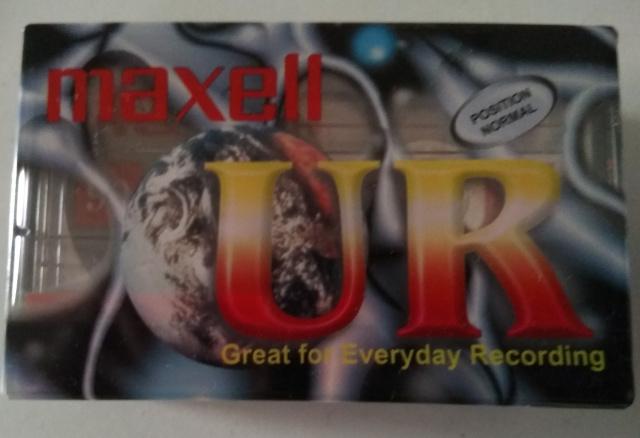 maxell
POSITION
NORMAL
UR
Great for Everyday Recording